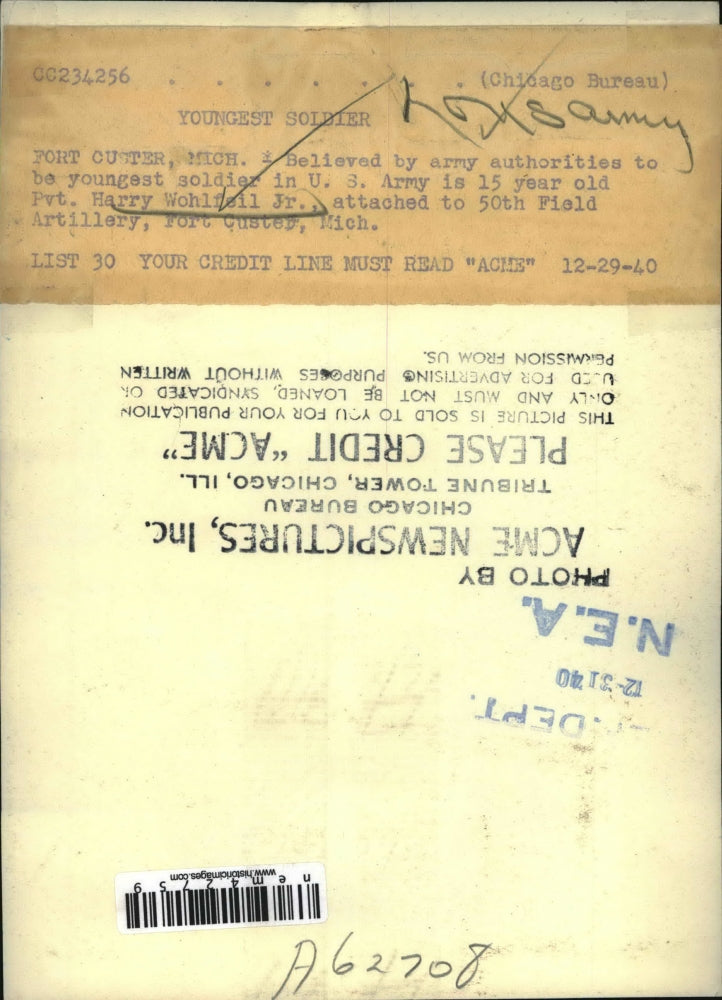 CC234256 . . . . . . . (Chicago Bureau)
US army
YOUNGEST SOLDIER
FORT CUSTER, MICH. - Believed by army authorities to
be youngest soldier in U. S. Army is 15 year old
Pvt. Harry Wohlfeil Jr., attached to 50th Field
Artillery, Fort Custer, Mich.
LIST 30 YOUR CREDIT LINE MUST READ "ACME" 12-29-40
PHOTO BY
ACME NEWSPICTURES, Inc.
CHICAGO BUREAU
TRIBUNE TOWER, CHICAGO, ILL.
PLEASE CREDIT "ACME"
THIS PICTURE IS SOLD TO YOU FOR YOUR PUBLICATION
ONLY AND MUST NOT BE LOANED, SYNDICATED OR
USED FOR ADVERTISING PURPOSES WITHOUT WRITTEN
PERMISSION FROM US.
DEPT.
12-31 40
N.E.A.
www.historicimages.com
nem42759
A62708